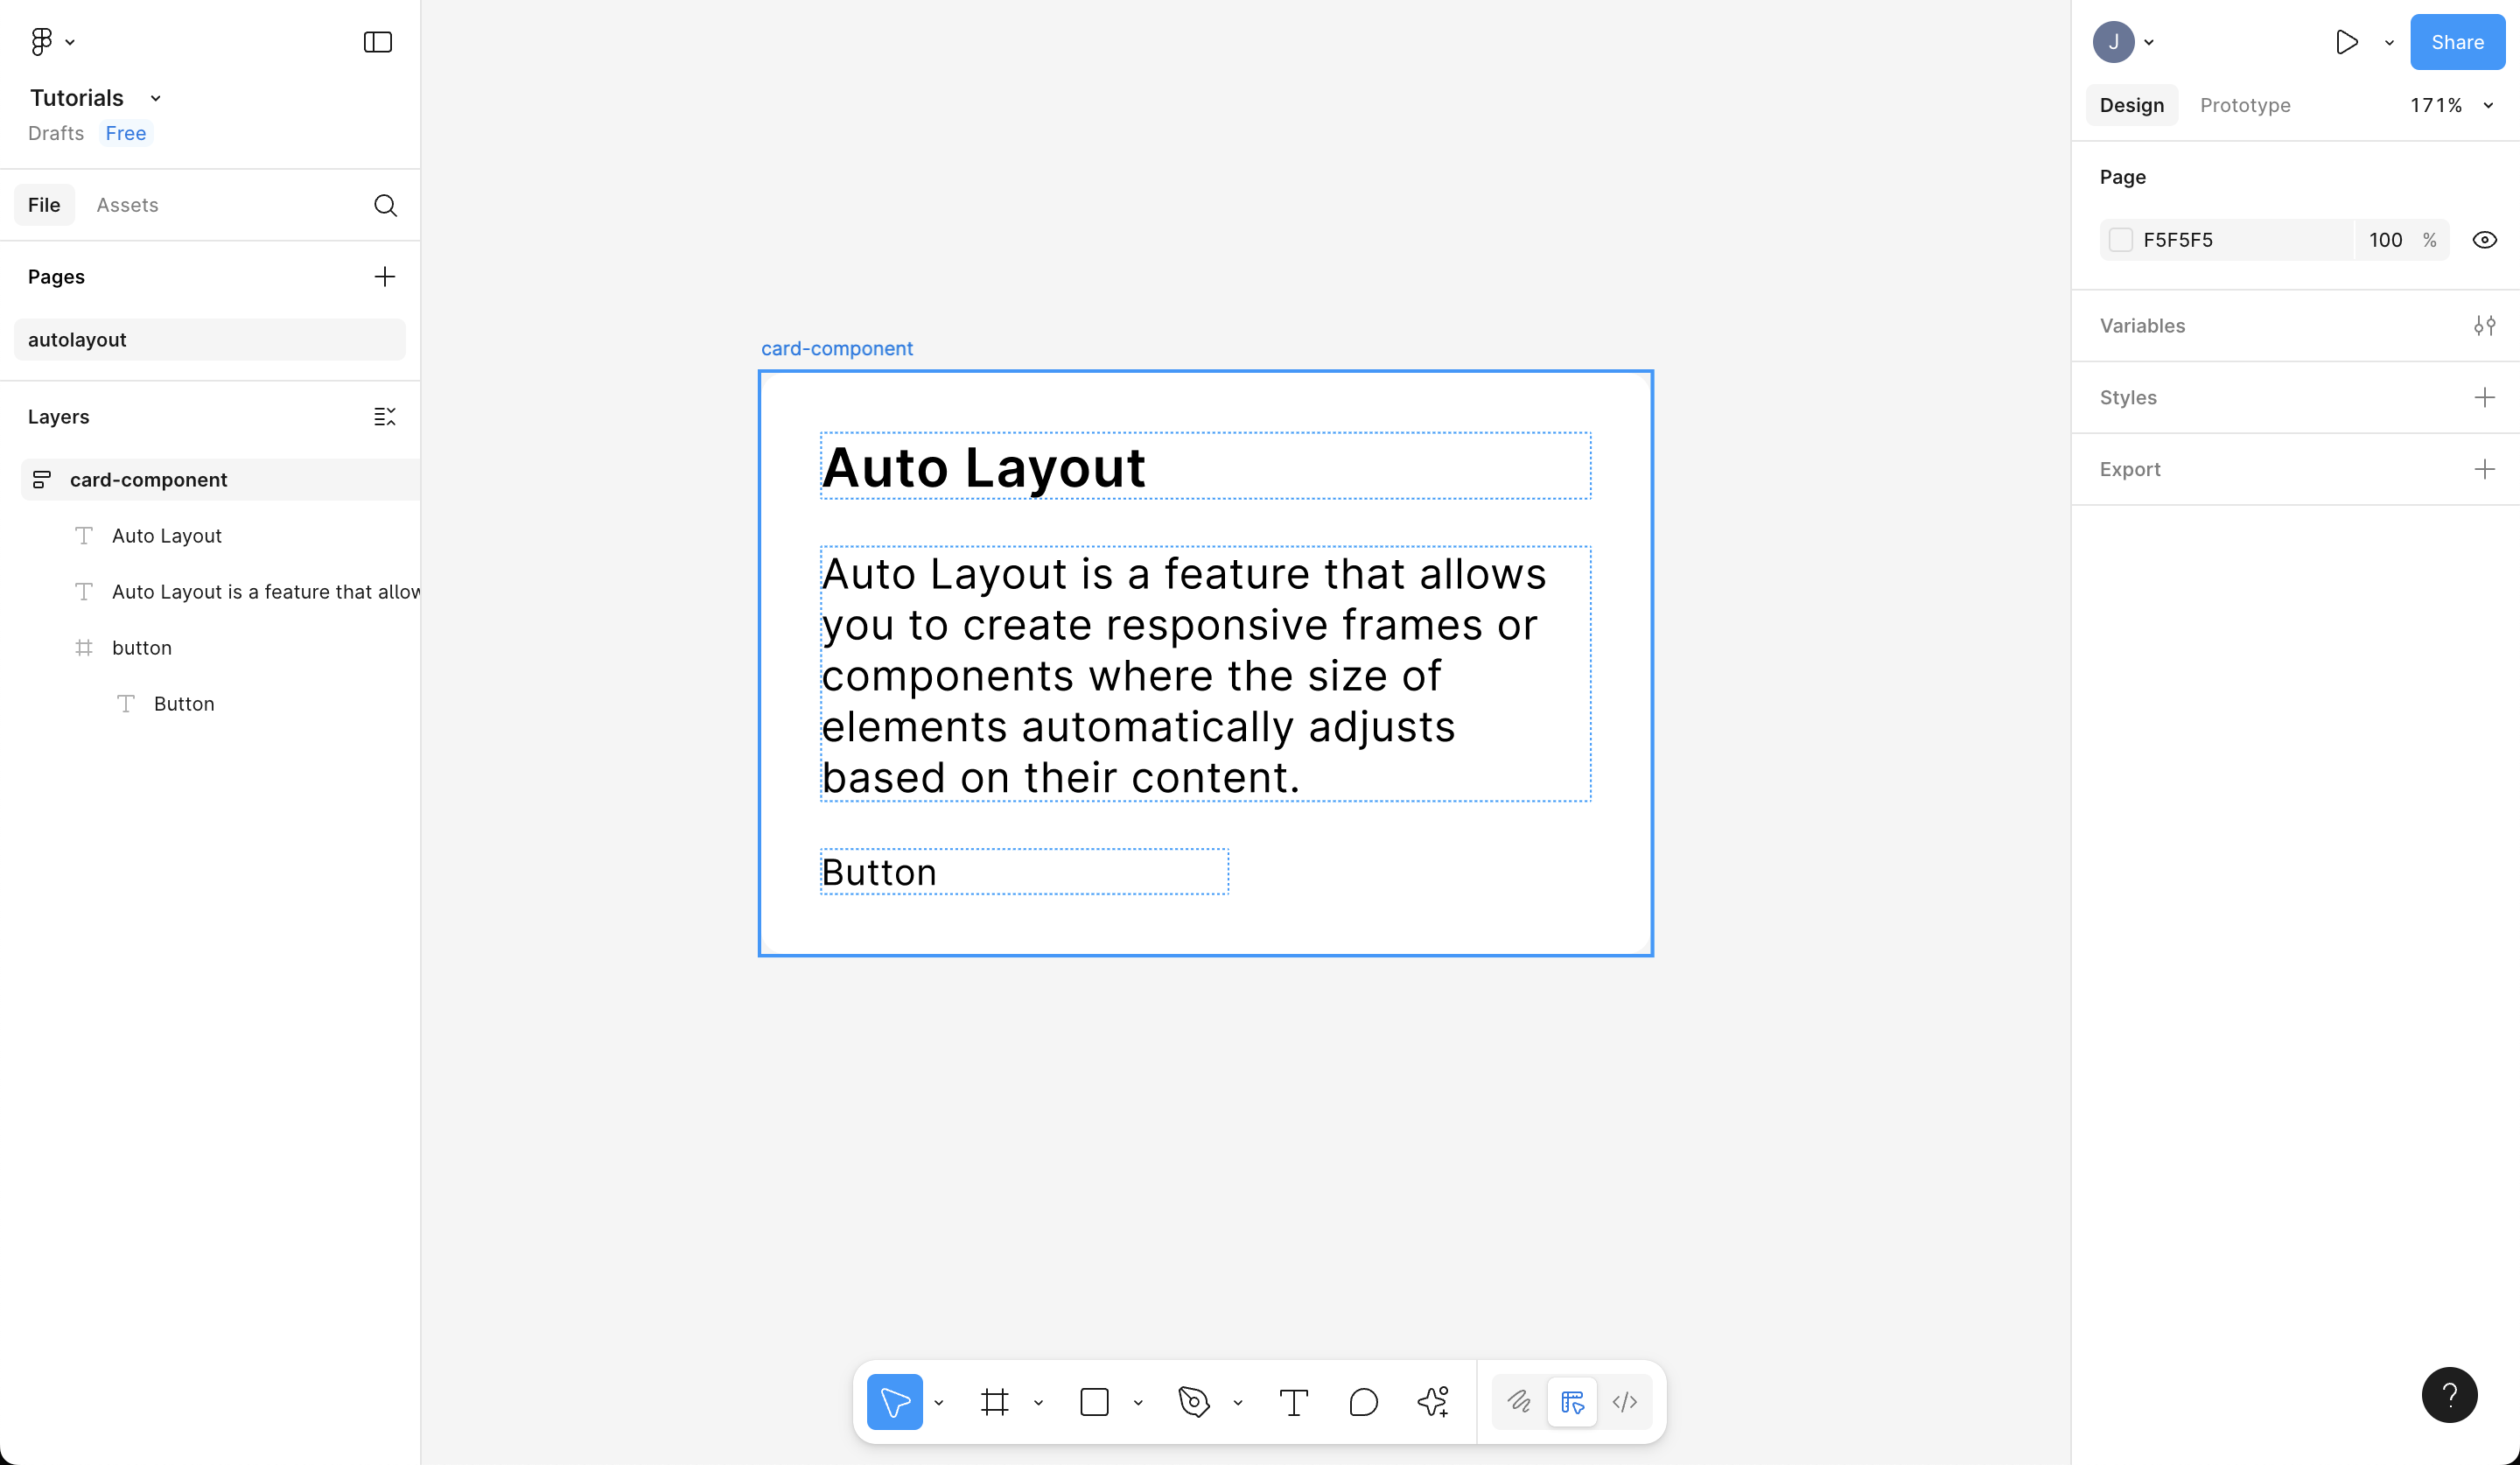 Tutorials
Drafts Free
File Assets
Pages
autolayout
Layers
card-component
Auto Layout
Auto Layout is a feature that allow
button
Button
card-component
Auto Layout
Auto Layout is a feature that allows
you to create responsive frames or
components where the size of
elements automatically adjusts
based on their content.
Button
J
Share
Design Prototype 171%
Page
F5F5F5 100 %
Variables
Styles
Export
?